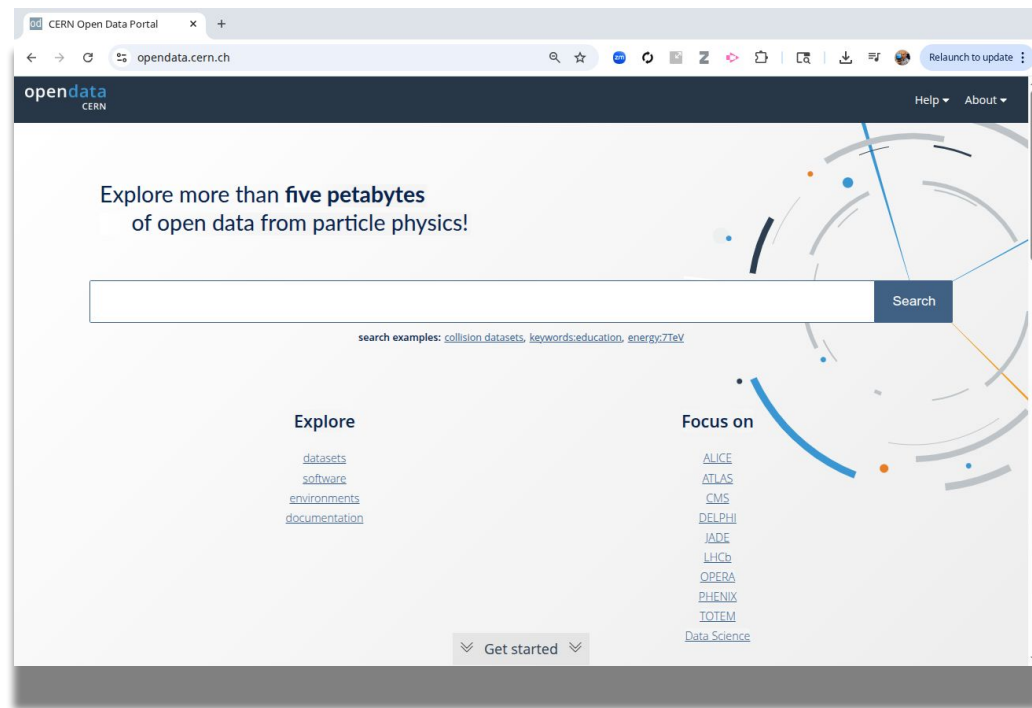 od CERN Open Data Portal
opendata.cern.ch
zm
Z
Relaunch to update
opendata
CERN
Help
About
Explore more than five petabytes
of open data from particle physics!
Search
search examples: collision datasets, keywords:education, energy:7TeV
Explore
datasets
software
environments
documentation
Focus on
ALICE
ATLAS
CMS
DELPHI
JADE
LHCb
OPERA
PHENIX
TOTEM
Data Science
Get started